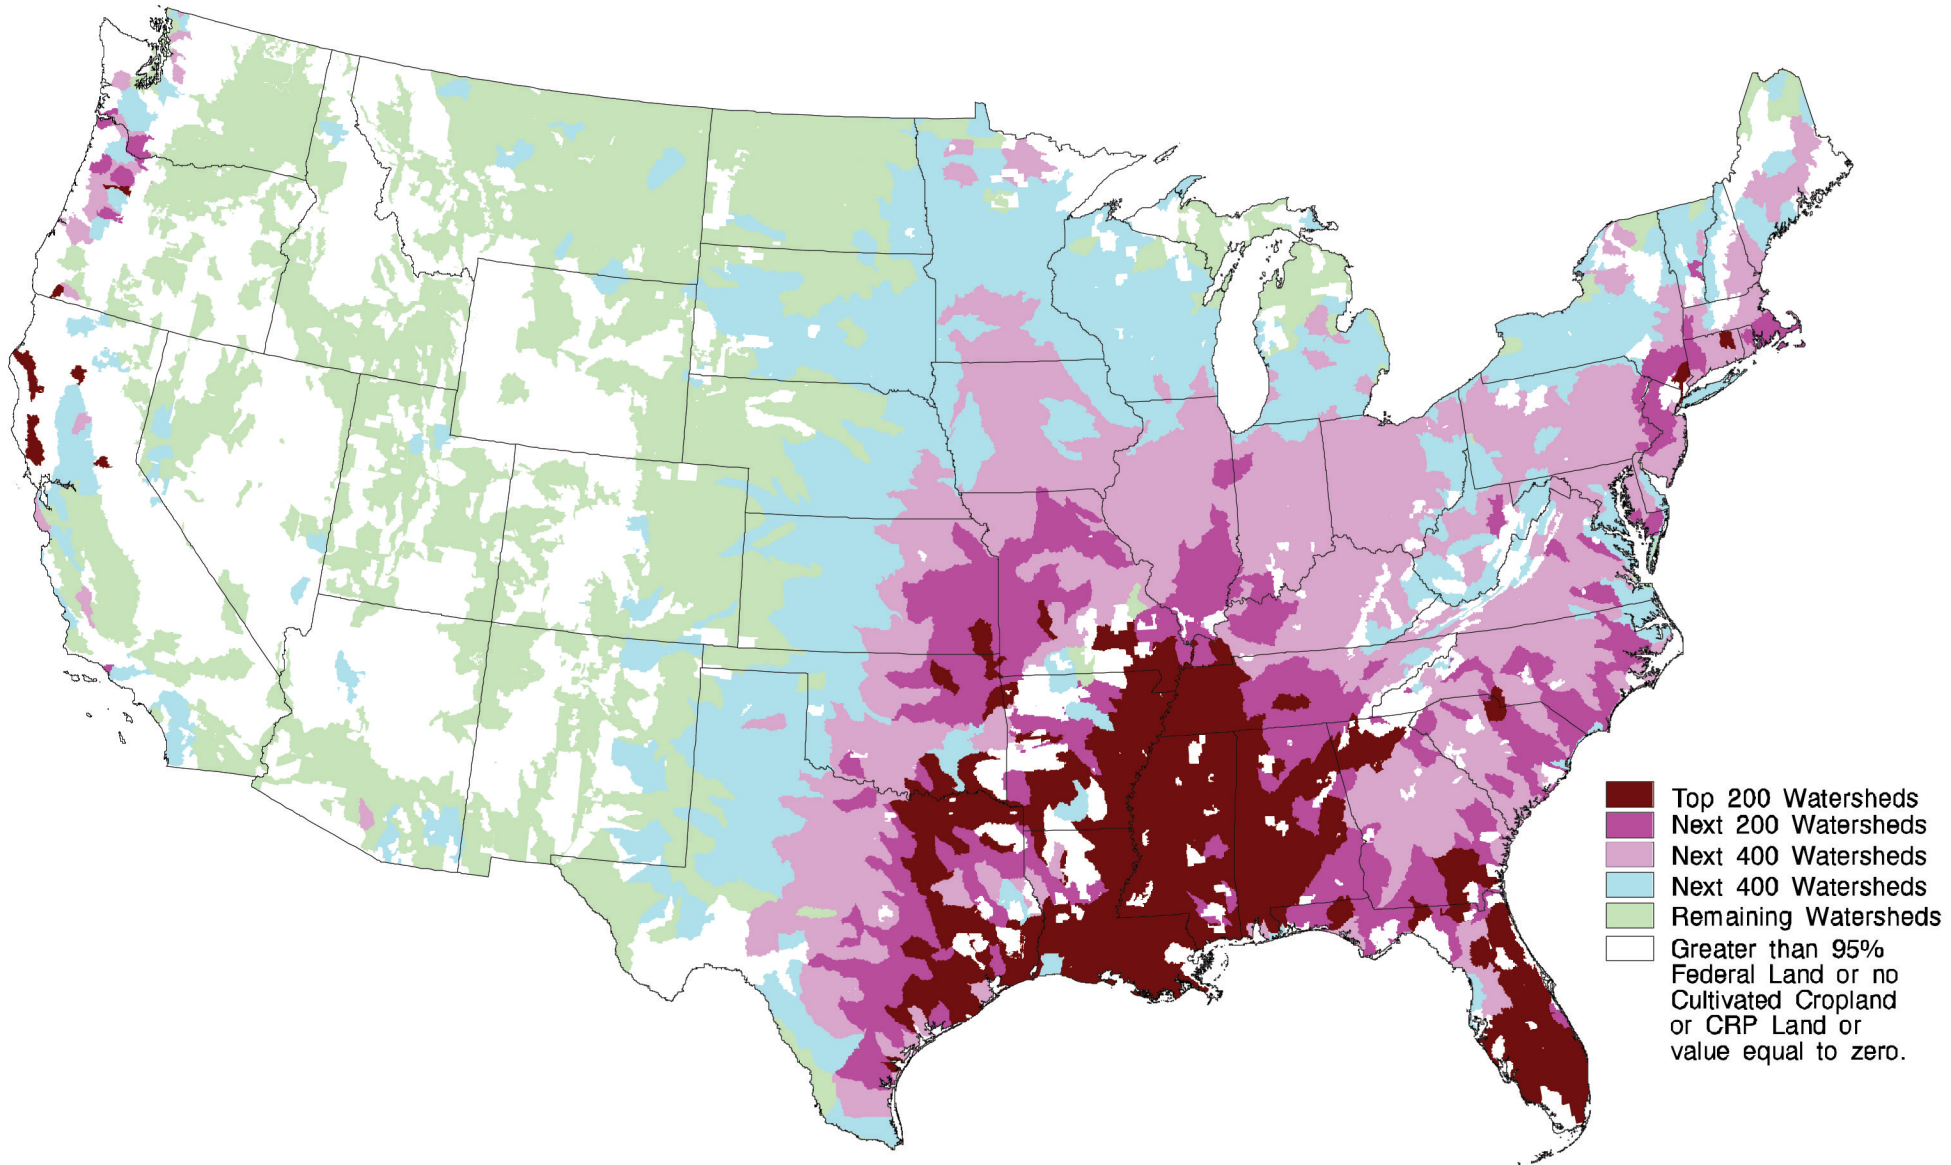 Top 200 Watersheds
Next 200 Watersheds
Next 400 Watersheds
Next 400 Watersheds
Remaining Watersheds
Greater than 95%
Federal Land or no
Cultivated Cropland
or CRP Land or
value equal to zero.